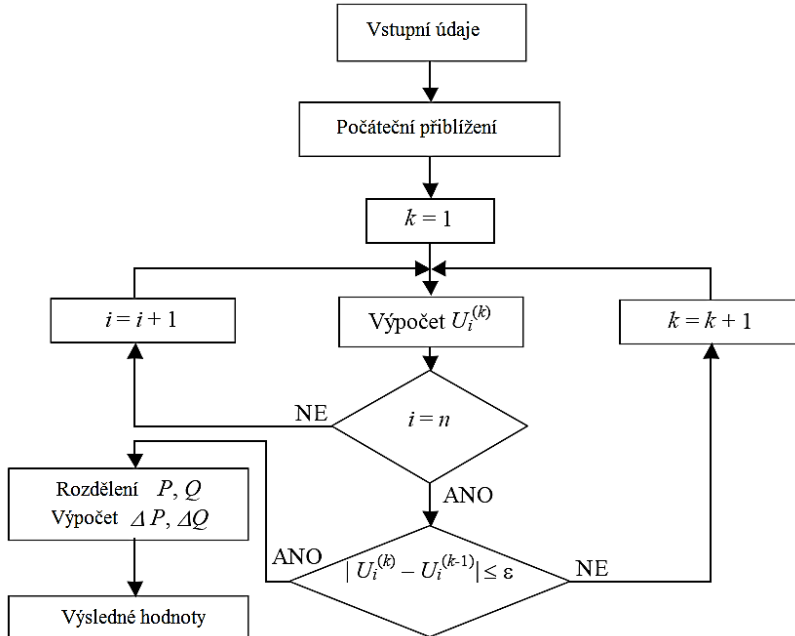 Vstupní údaje
Počáteční přiblížení
k = 1
i = i + 1
Výpočet U_i^(k)
k = k + 1
i = n
NE
ANO
Rozdělení P, Q
Výpočet Δ P, ΔQ
ANO
| U_i^(k) – U_i^(k-1)| ≤ ε
NE
Výsledné hodnoty